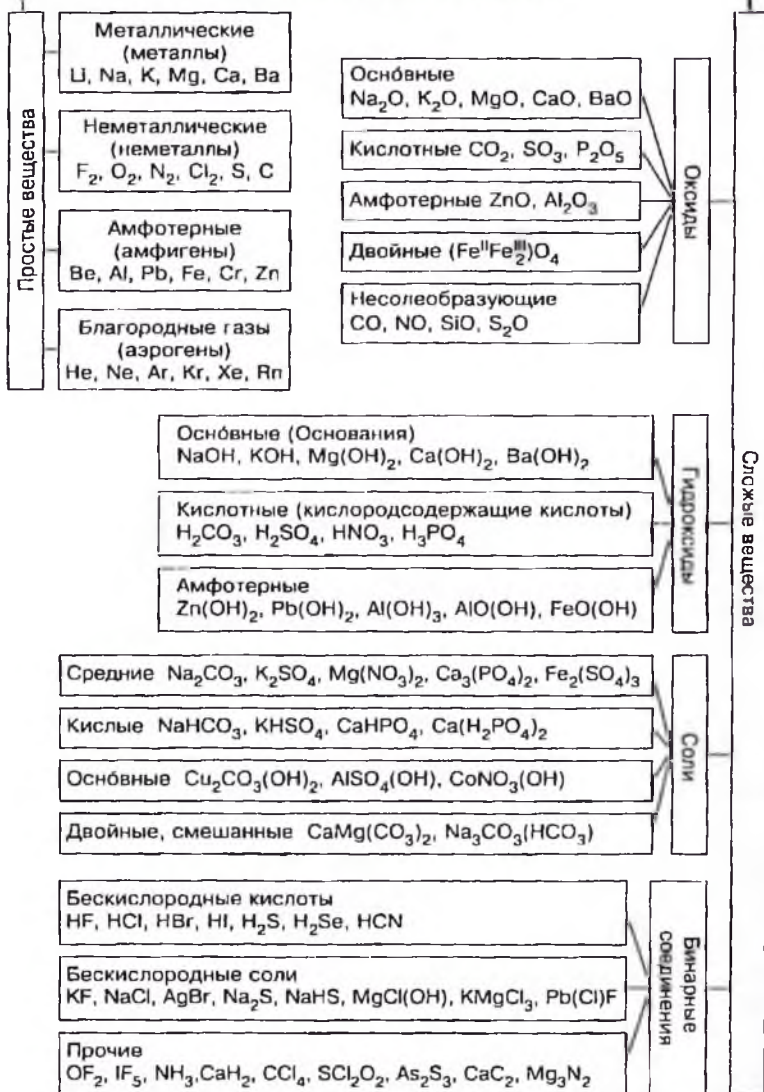 Простые вещества
Металлические
(металлы)
Li, Na, K, Mg, Ca, Ba
Неметаллические
(неметаллы)
F₂, O₂, N₂, Cl₂, S, C
Амфотерные
(амфигены)
Be, Al, Pb, Fe, Cr, Zn
Благородные газы
(аэрогены)
He, Ne, Ar, Kr, Xe, Rn
Сложные вещества
Оксиды
Оснóвные
Na₂O, K₂O, MgO, CaO, BaO
Кислотные CO₂, SO₃, P₂O₅
Амфотерные ZnO, Al₂O₃
Двойные (FeᴵᴵFe₂ᴵᴵᴵ)O₄
Несолеобразующие
CO, NO, SiO, S₂O
Гидроксиды
Оснóвные (Основания)
NaOH, KOH, Mg(OH)₂, Ca(OH)₂, Ba(OH)₂
Кислотные (кислородсодержащие кислоты)
H₂CO₃, H₂SO₄, HNO₃, H₃PO₄
Амфотерные
Zn(OH)₂, Pb(OH)₂, Al(OH)₃, AlO(OH), FeO(OH)
Соли
Средние Na₂CO₃, K₂SO₄, Mg(NO₃)₂, Ca₃(PO₄)₂, Fe₂(SO₄)₃
Кислые NaHCO₃, KHSO₄, CaHPO₄, Ca(H₂PO₄)₂
Оснóвные Cu₂CO₃(OH)₂, AlSO₄(OH), CoNO₃(OH)
Двойные, смешанные CaMg(CO₃)₂, Na₃CO₃(HCO₃)
Бинарные
соединения
Бескислородные кислоты
HF, HCl, HBr, HI, H₂S, H₂Se, HCN
Бескислородные соли
KF, NaCl, AgBr, Na₂S, NaHS, MgCl(OH), KMgCl₃, Pb(Cl)F
Прочие
OF₂, IF₅, NH₃,CaH₂, CCl₄, SCl₂O₂, As₂S₃, CaC₂, Mg₃N₂